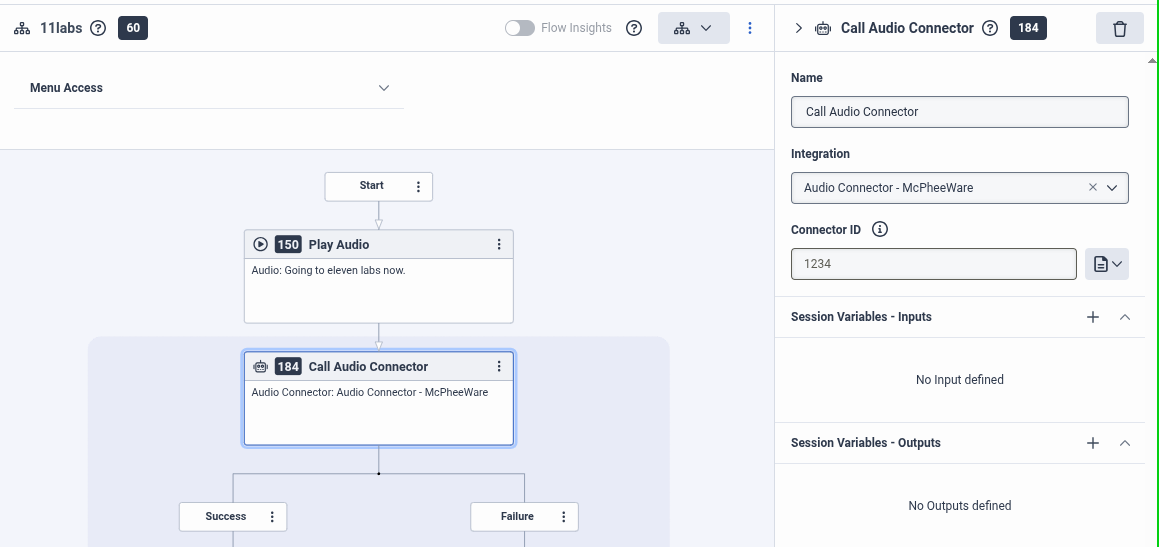 11labs
60
Flow Insights
Call Audio Connector
184
Menu Access
Name
Call Audio Connector
Integration
Audio Connector - McPheeWare
Connector ID
1234
Session Variables - Inputs
No Input defined
Session Variables - Outputs
No Outputs defined
Start
150 Play Audio
Audio: Going to eleven labs now.
184 Call Audio Connector
Audio Connector: Audio Connector - McPheeWare
Success
Failure